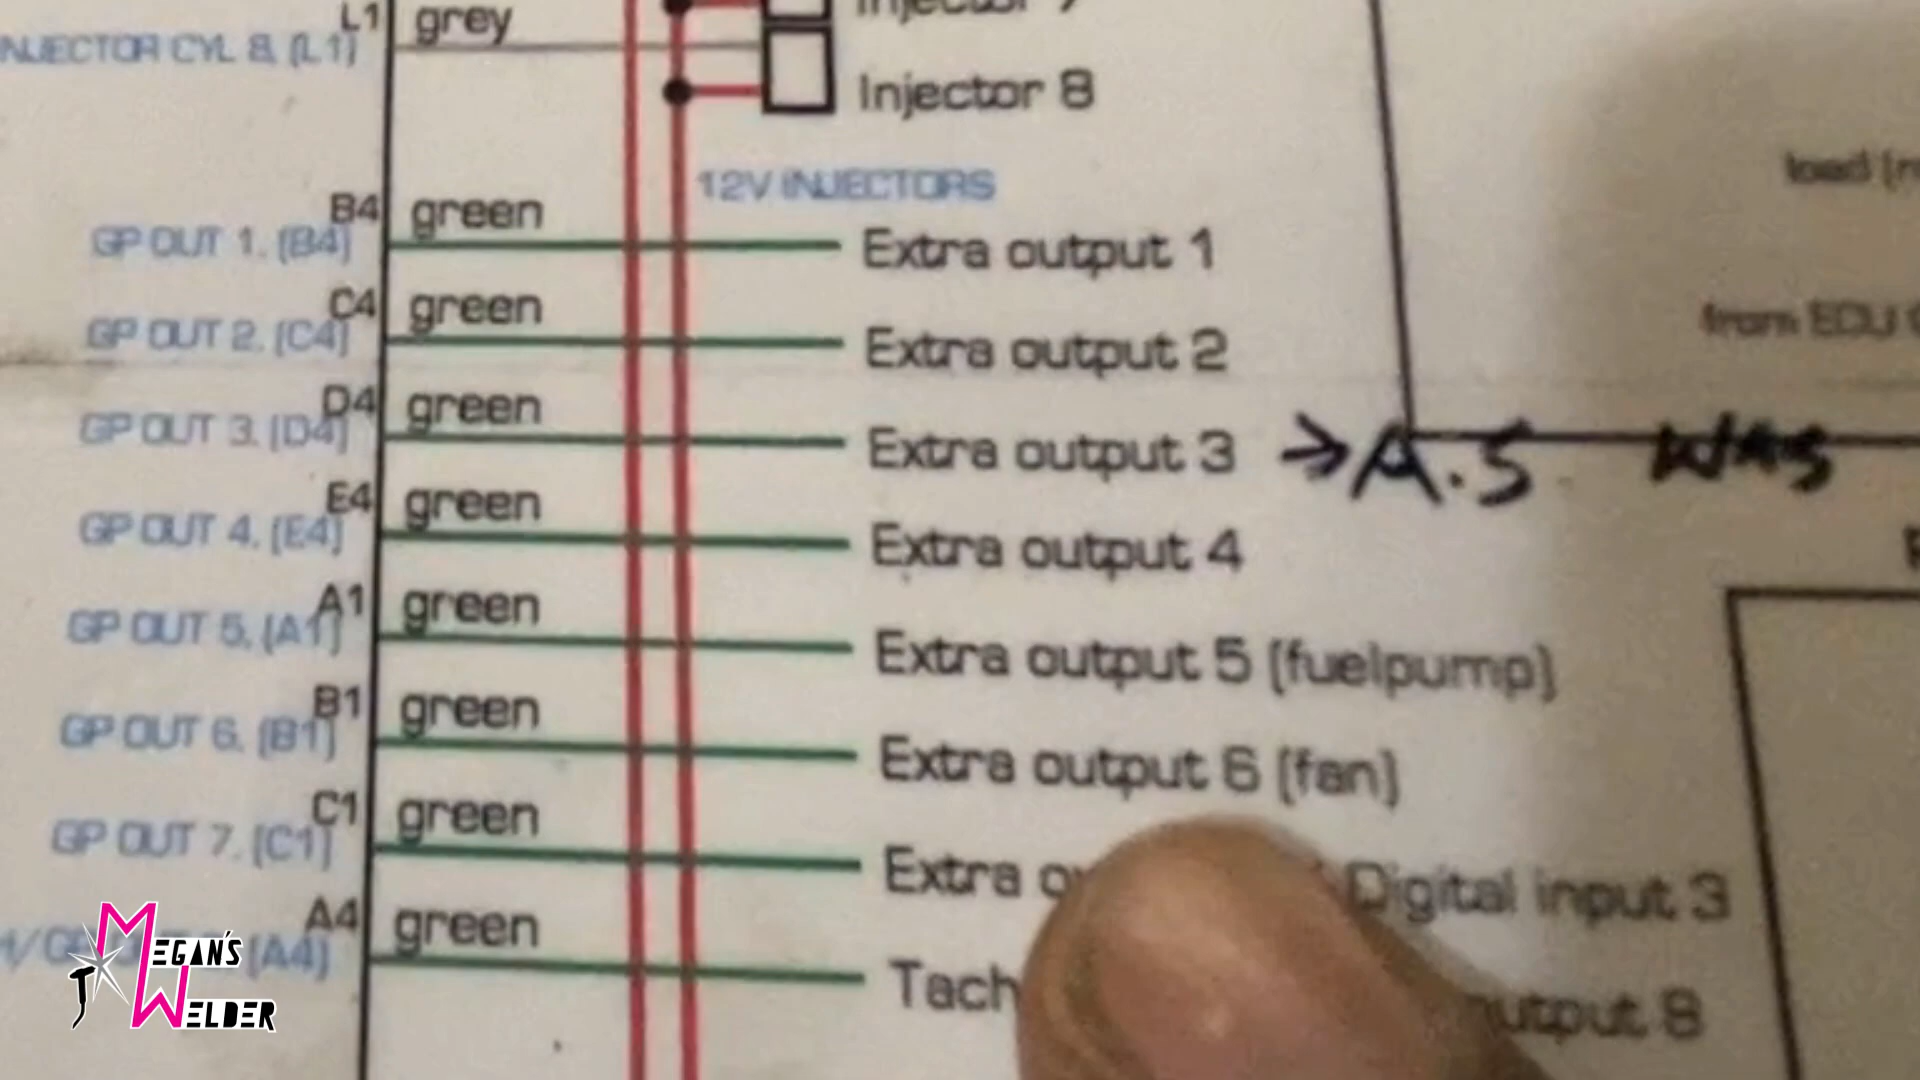 L1 grey
INJECTOR CYL 8. (L1)
Injector 8
12V INJECTORS
B4 green
GP OUT 1. (B4)
Extra output 1
C4 green
GP OUT 2. (C4)
Extra output 2
D4 green
GP OUT 3. (D4)
Extra output 3 → A.S WAS
E4 green
GP OUT 4. (E4)
Extra output 4
A1 green
GP OUT 5. (A1)
Extra output 5 (fuelpump)
B1 green
GP OUT 6. (B1)
Extra output 6 (fan)
C1 green
GP OUT 7. (C1)
Extra Digital input 3
A4 green
(A4)
Tach output 8
load
from ECU
MEGAN'S
WELDER